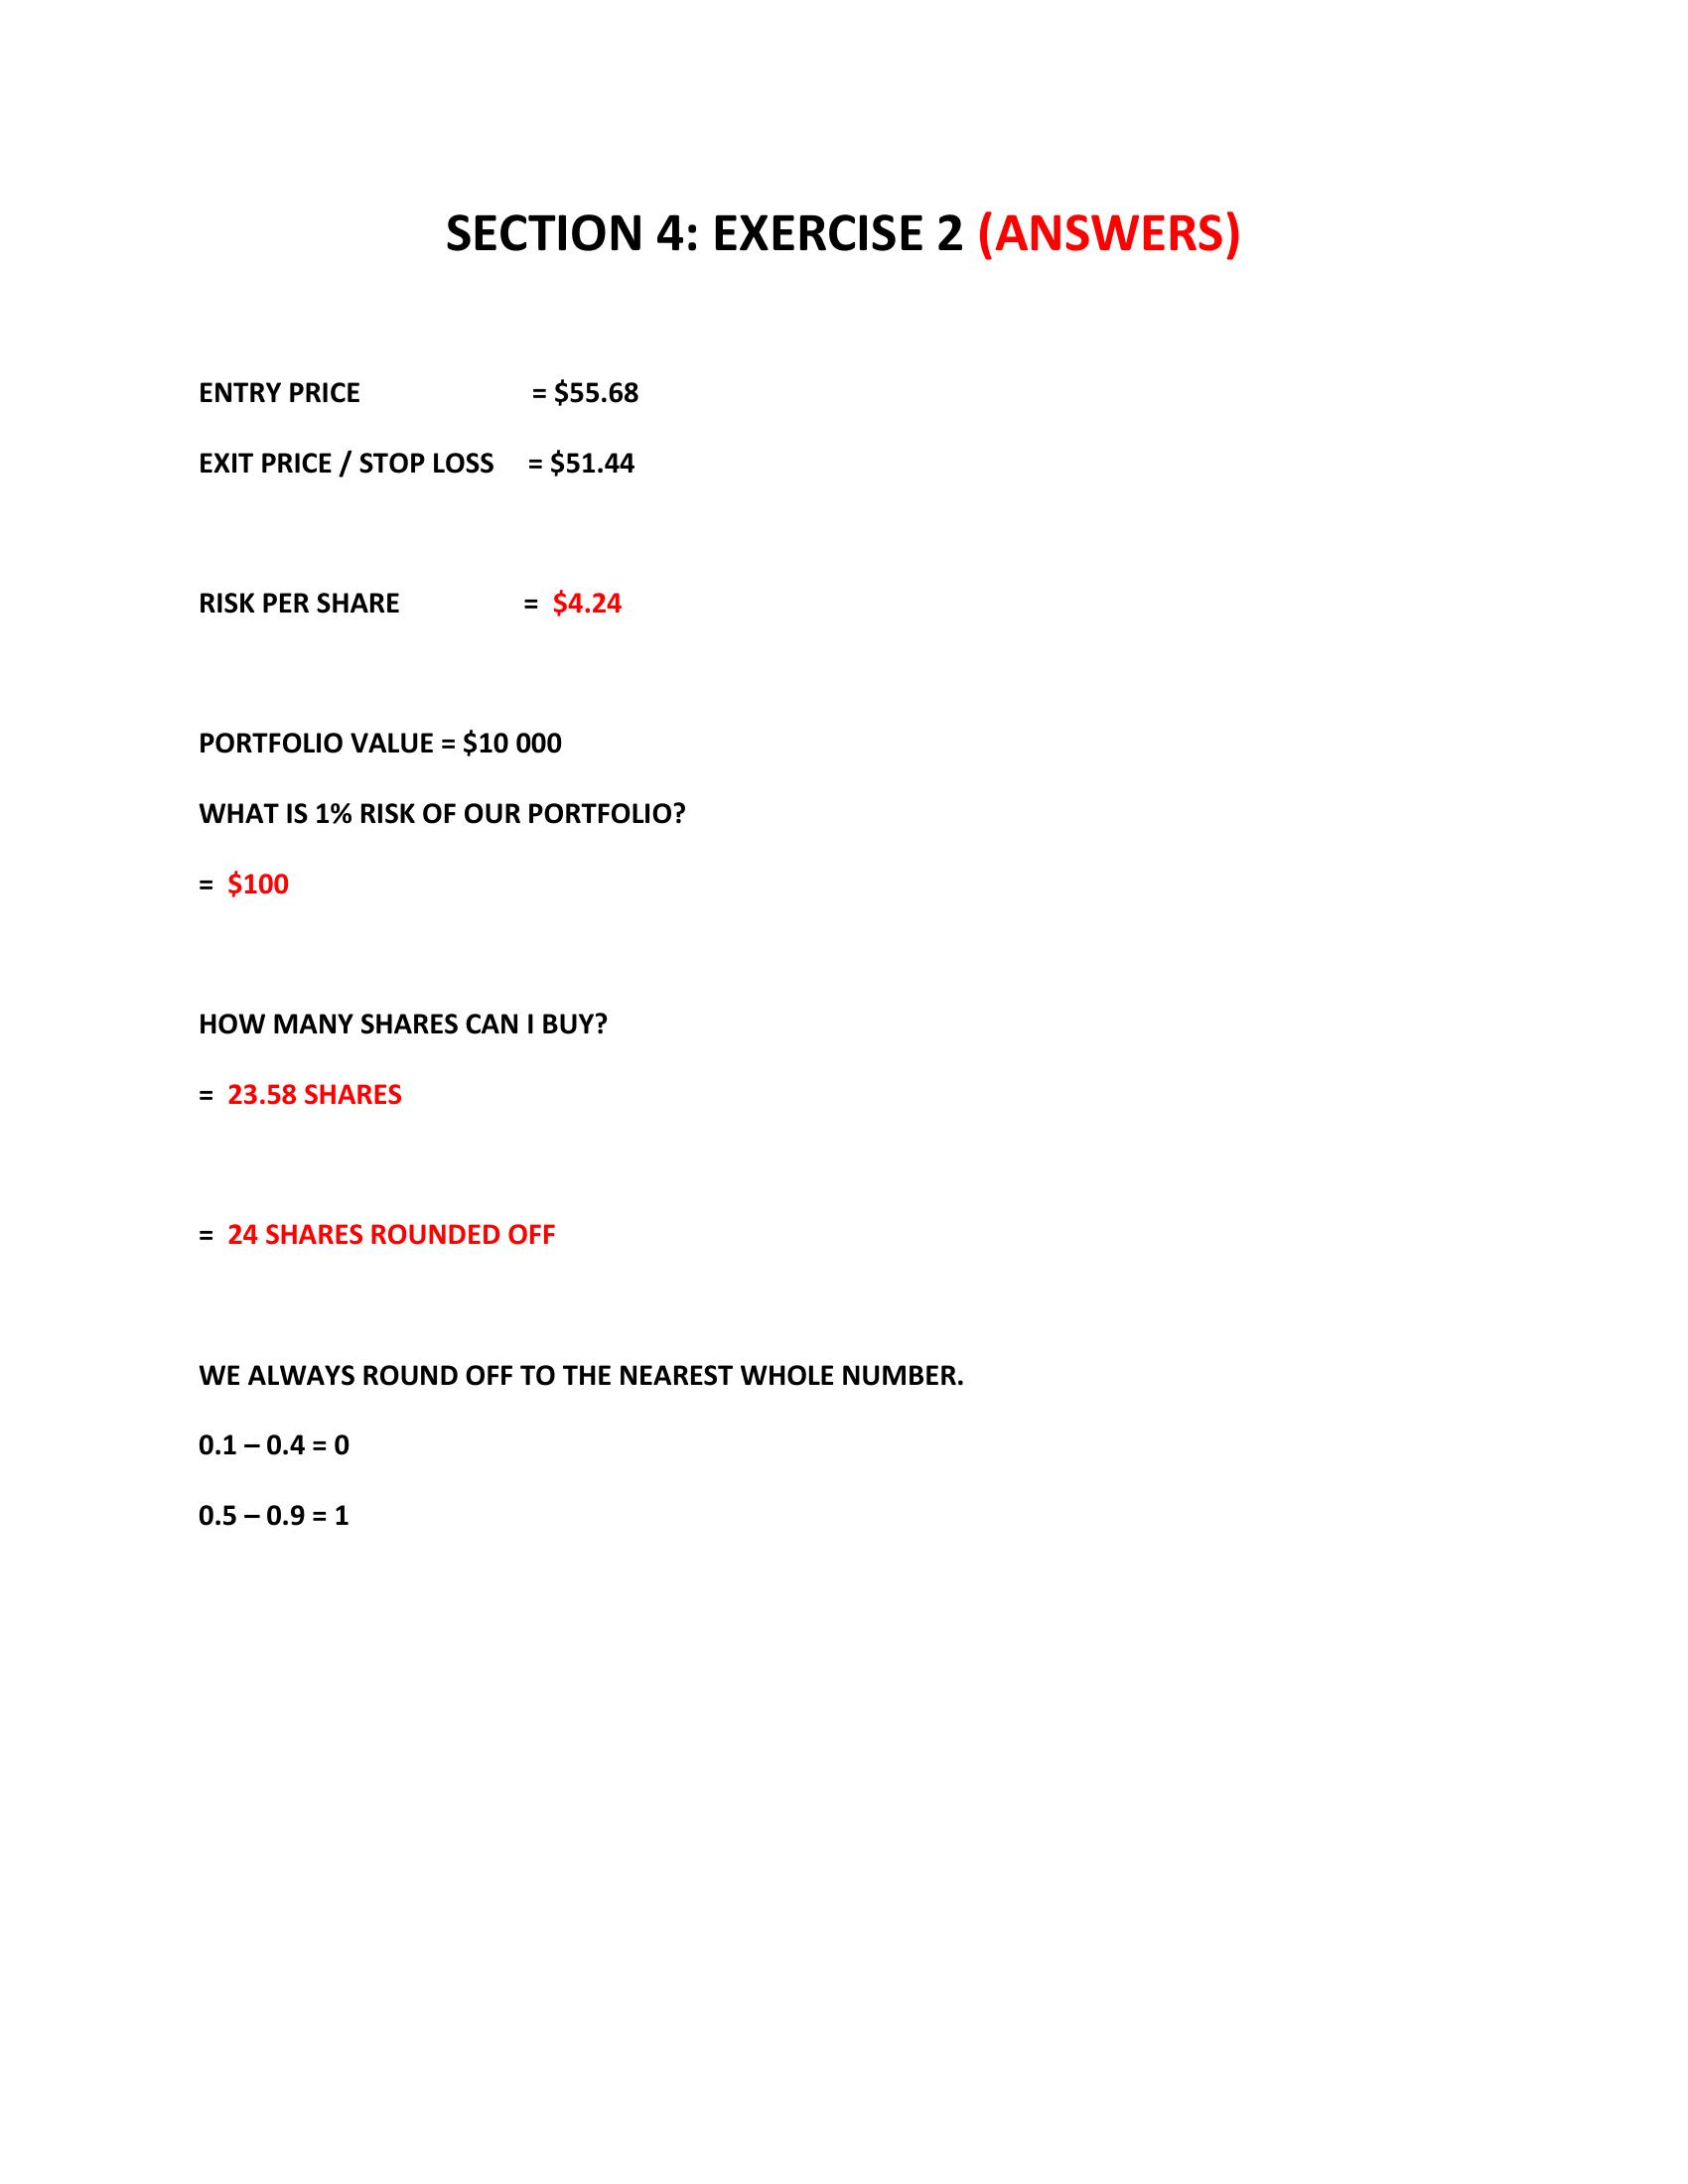 SECTION 4: EXERCISE 2 (ANSWERS)
ENTRY PRICE = $55.68
EXIT PRICE / STOP LOSS = $51.44
RISK PER SHARE = $4.24
PORTFOLIO VALUE = $10 000
WHAT IS 1% RISK OF OUR PORTFOLIO?
= $100
HOW MANY SHARES CAN I BUY?
= 23.58 SHARES
= 24 SHARES ROUNDED OFF
WE ALWAYS ROUND OFF TO THE NEAREST WHOLE NUMBER.
0.1 – 0.4 = 0
0.5 – 0.9 = 1